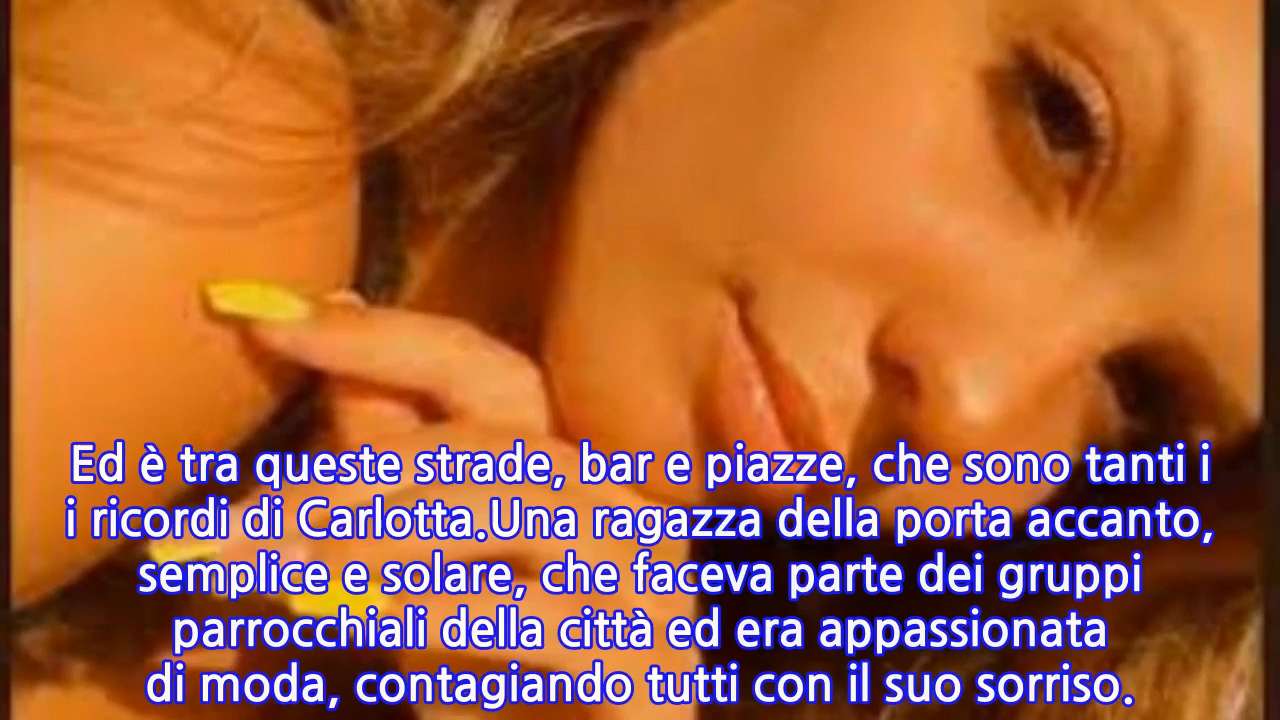 Ed è tra queste strade, bar e piazze, che sono tanti i
i ricordi di Carlotta.Una ragazza della porta accanto,
semplice e solare, che faceva parte dei gruppi
parrocchiali della città ed era appassionata
di moda, contagiando tutti con il suo sorriso.